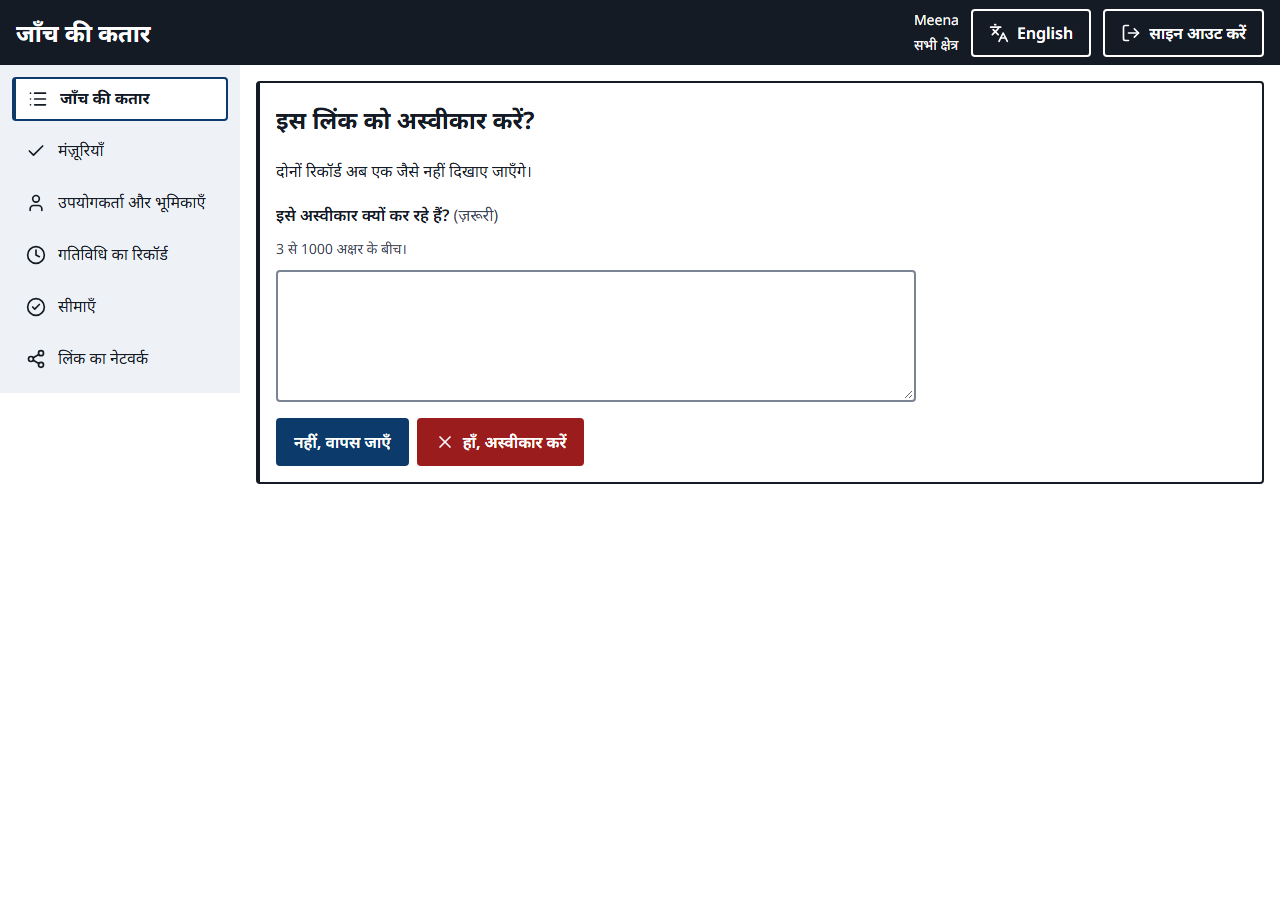 जाँच की कतार
Meena
सभी क्षेत्र
English
साइन आउट करें
जाँच की कतार
मंज़ूरियाँ
उपयोगकर्ता और भूमिकाएँ
गतिविधि का रिकॉर्ड
सीमाएँ
लिंक का नेटवर्क
इस लिंक को अस्वीकार करें?
दोनों रिकॉर्ड अब एक जैसे नहीं दिखाए जाएँगे।
इसे अस्वीकार क्यों कर रहे हैं? (ज़रूरी)
3 से 1000 अक्षर के बीच।
नहीं, वापस जाएँ
हाँ, अस्वीकार करें